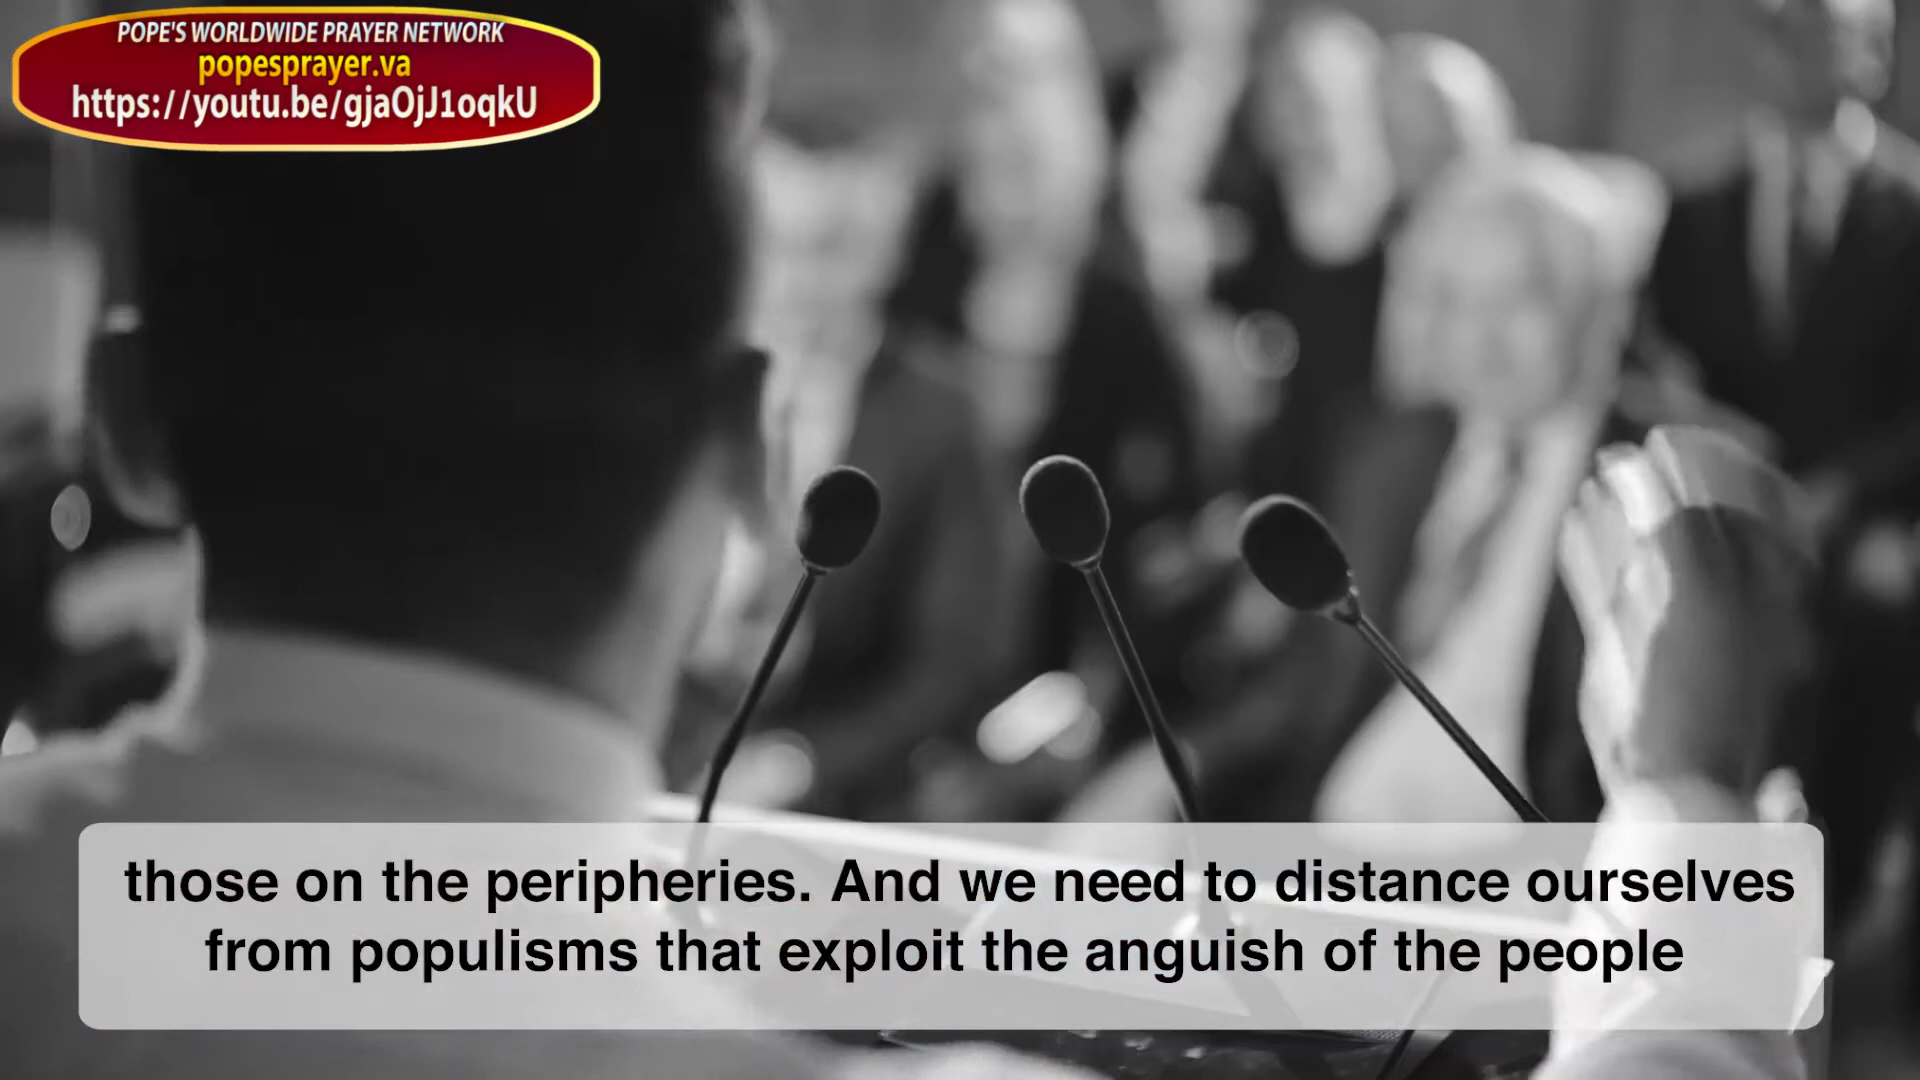 POPE'S WORLDWIDE PRAYER NETWORK
popesprayer.va
https://youtu.be/gjaOjJ1oqkU
those on the peripheries. And we need to distance ourselves
from populisms that exploit the anguish of the people